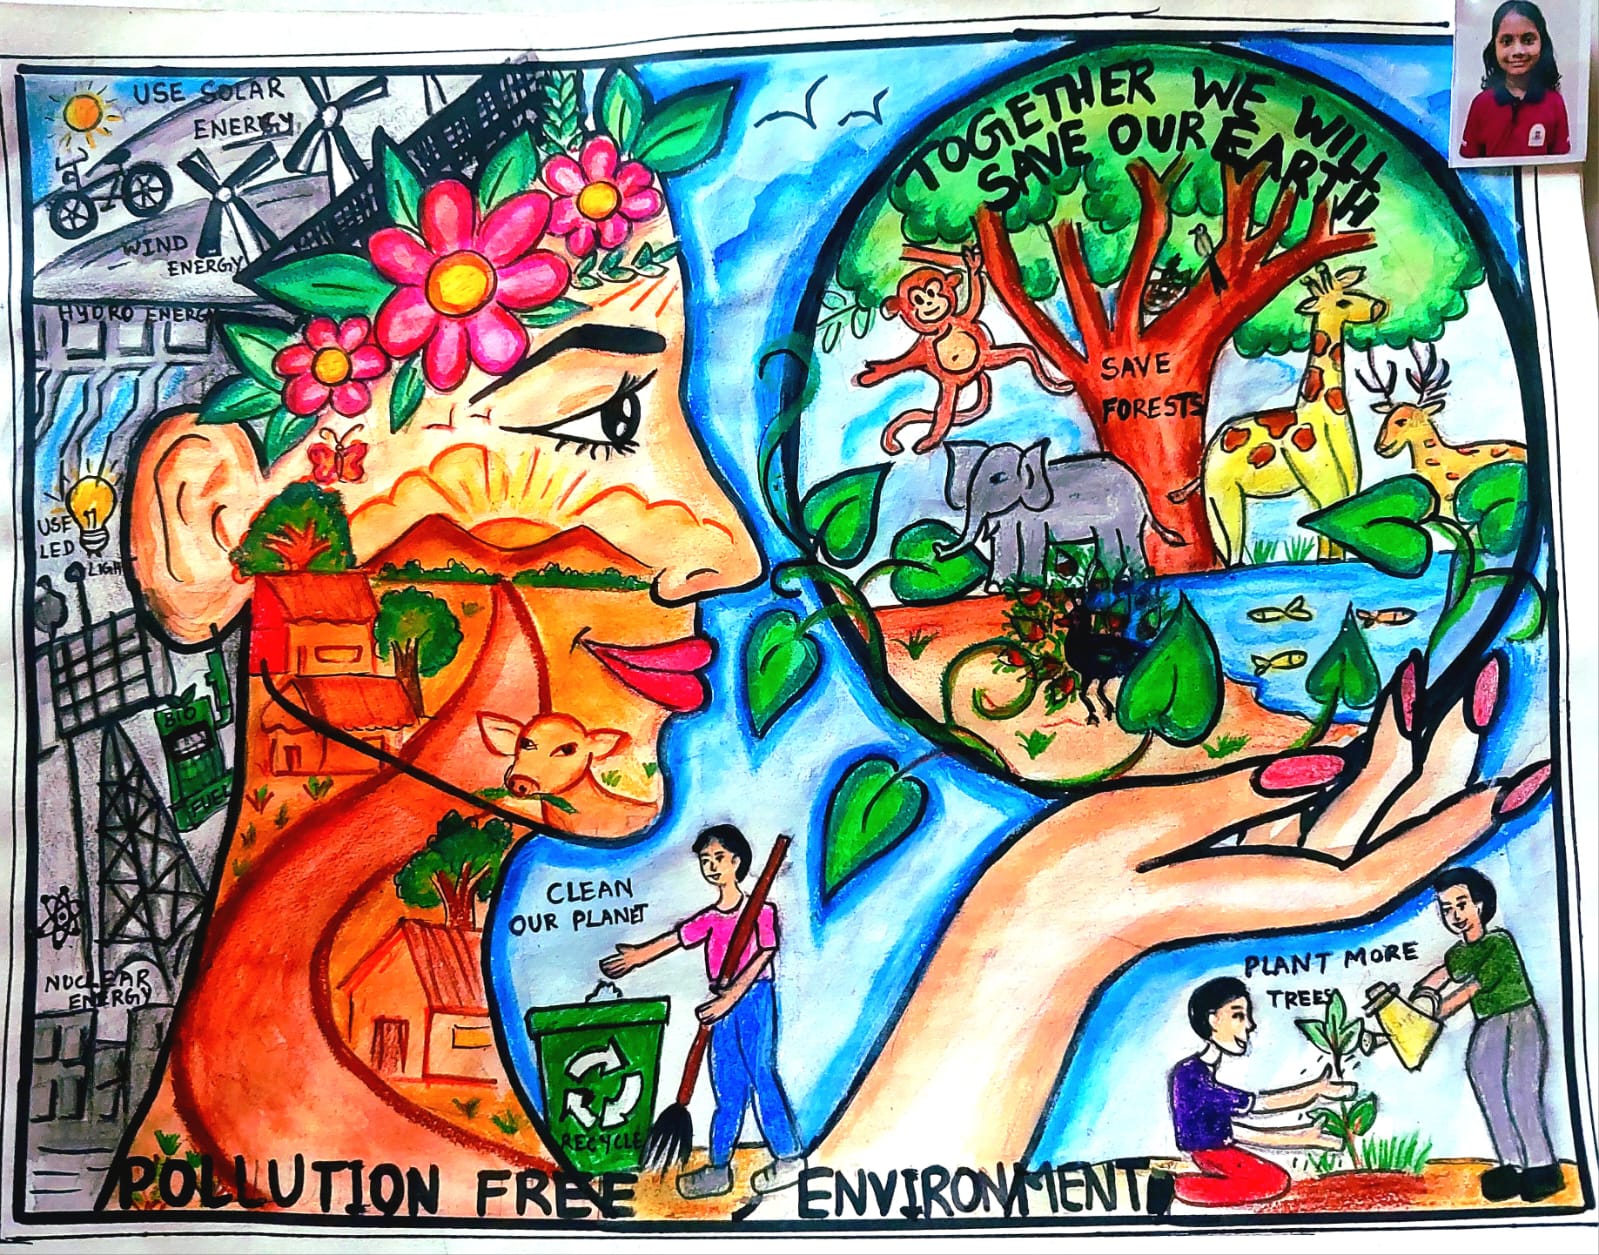 USE SOLAR
ENERGY
WIND
ENERGY
HYDRO ENERGY
USE
LED
LIGHT
BIO
FUEL
NUCLEAR
ENERGY
TOGETHER WE WILL
SAVE OUR EARTH
SAVE
FORESTS
CLEAN
OUR PLANET
RECYCLE
PLANT MORE
TREES
POLLUTION FREE ENVIRONMENT